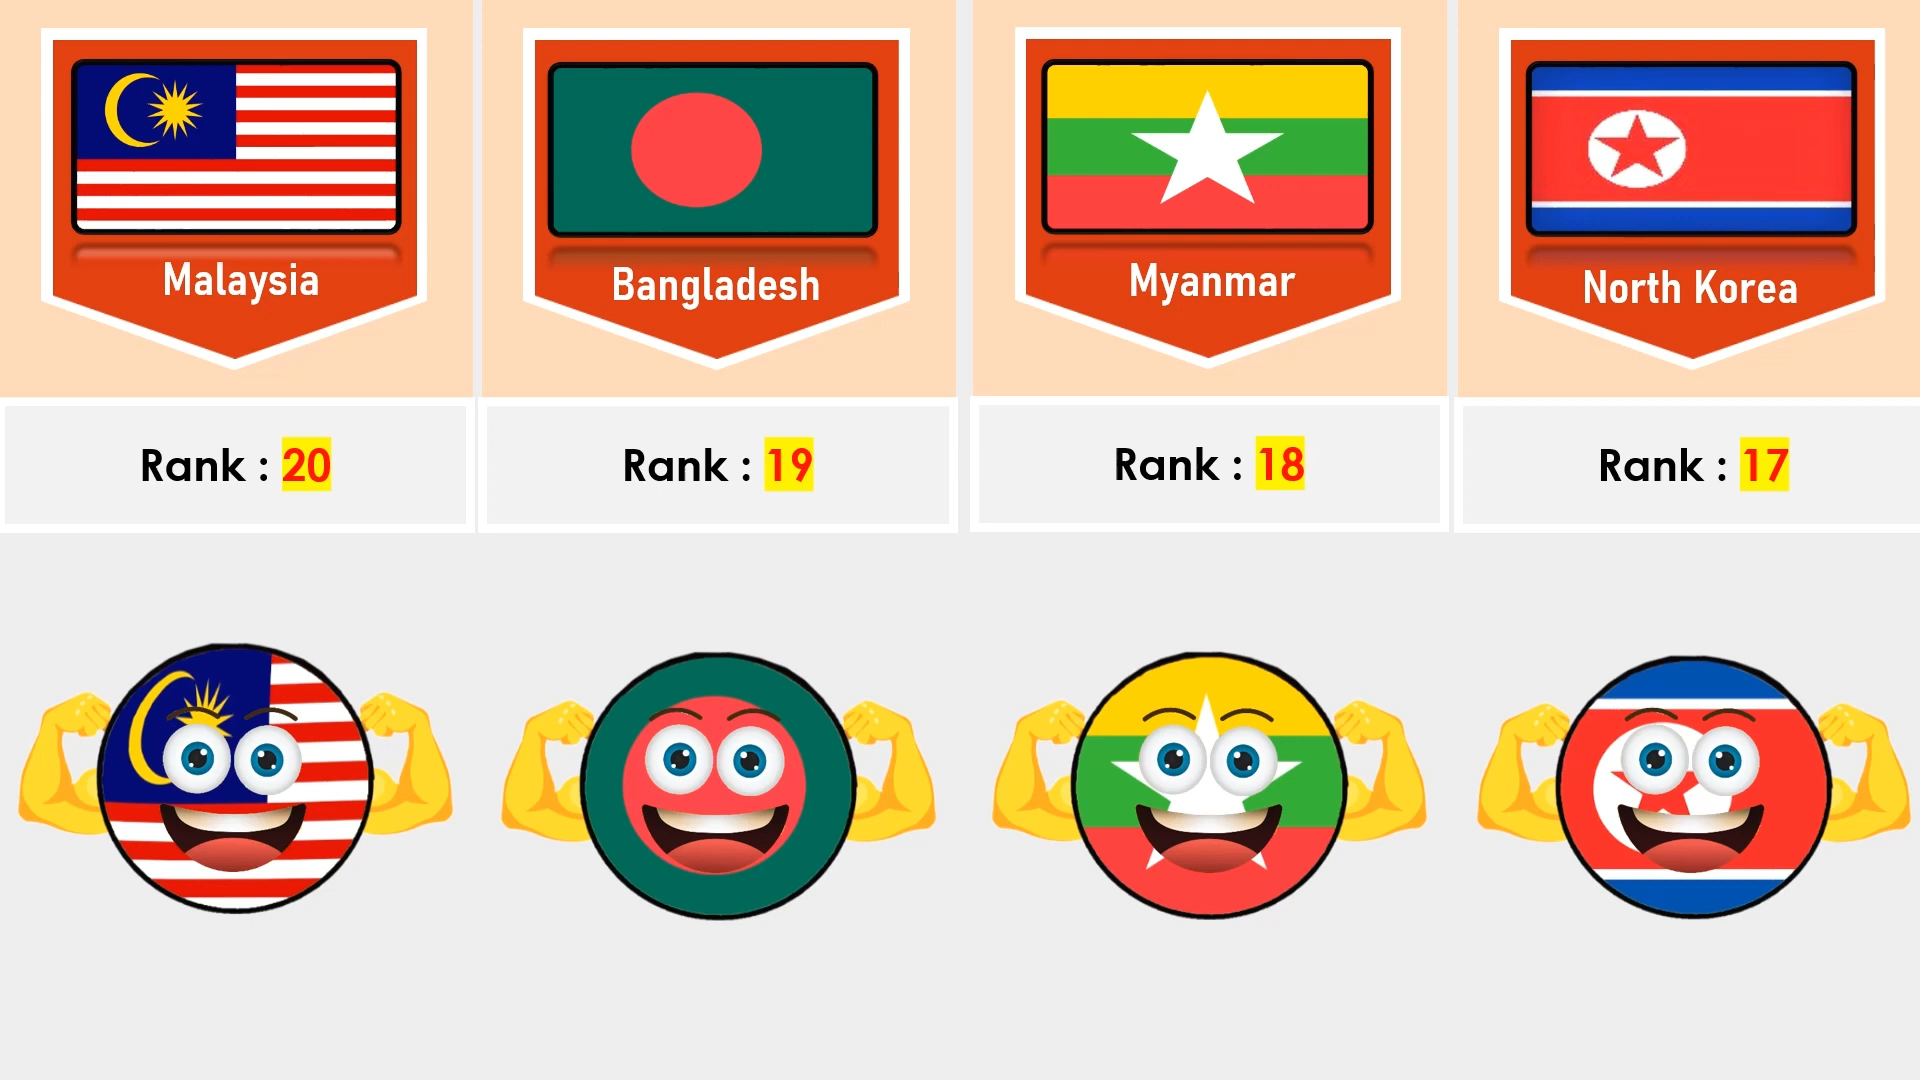 Malaysia
Bangladesh
Myanmar
North Korea
Rank : 20
Rank : 19
Rank : 18
Rank : 17